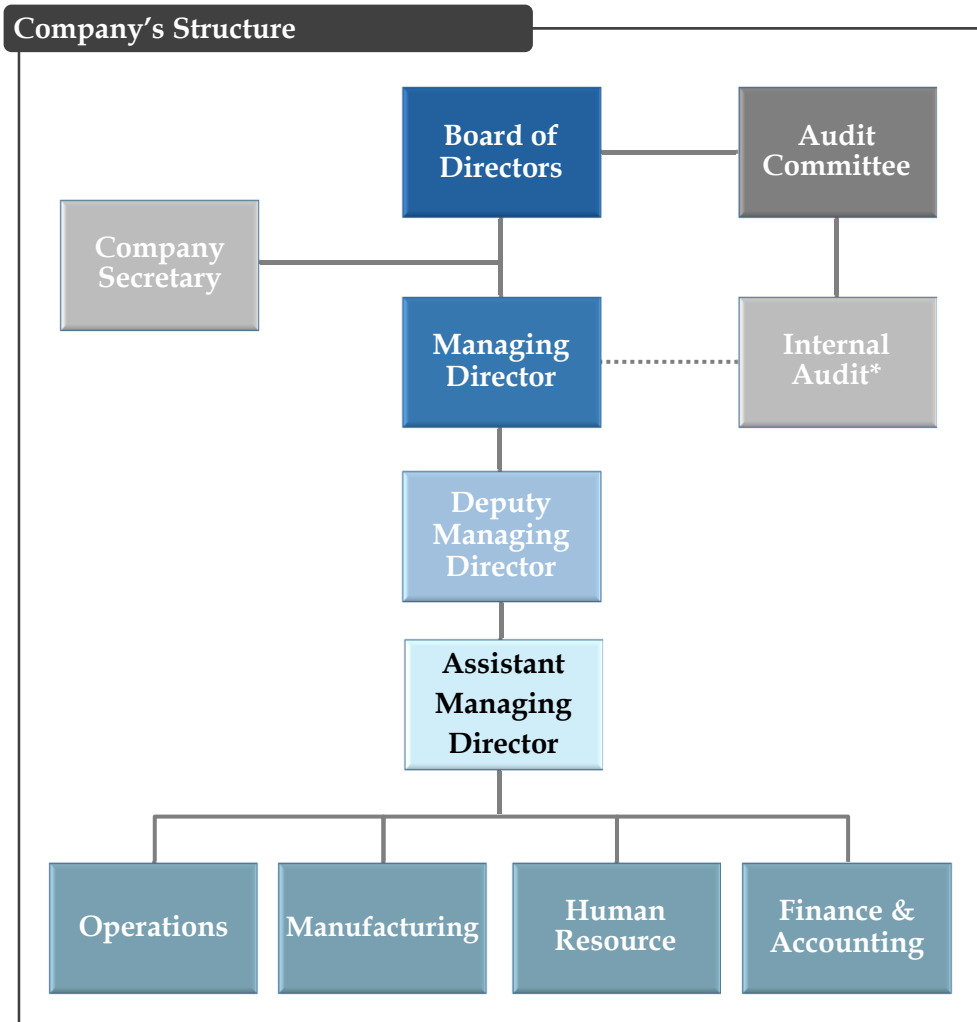 Company’s Structure
Board of
Directors
Audit
Committee
Company
Secretary
Managing
Director
Internal
Audit*
Deputy
Managing
Director
Assistant
Managing
Director
Operations
Manufacturing
Human
Resource
Finance &
Accounting